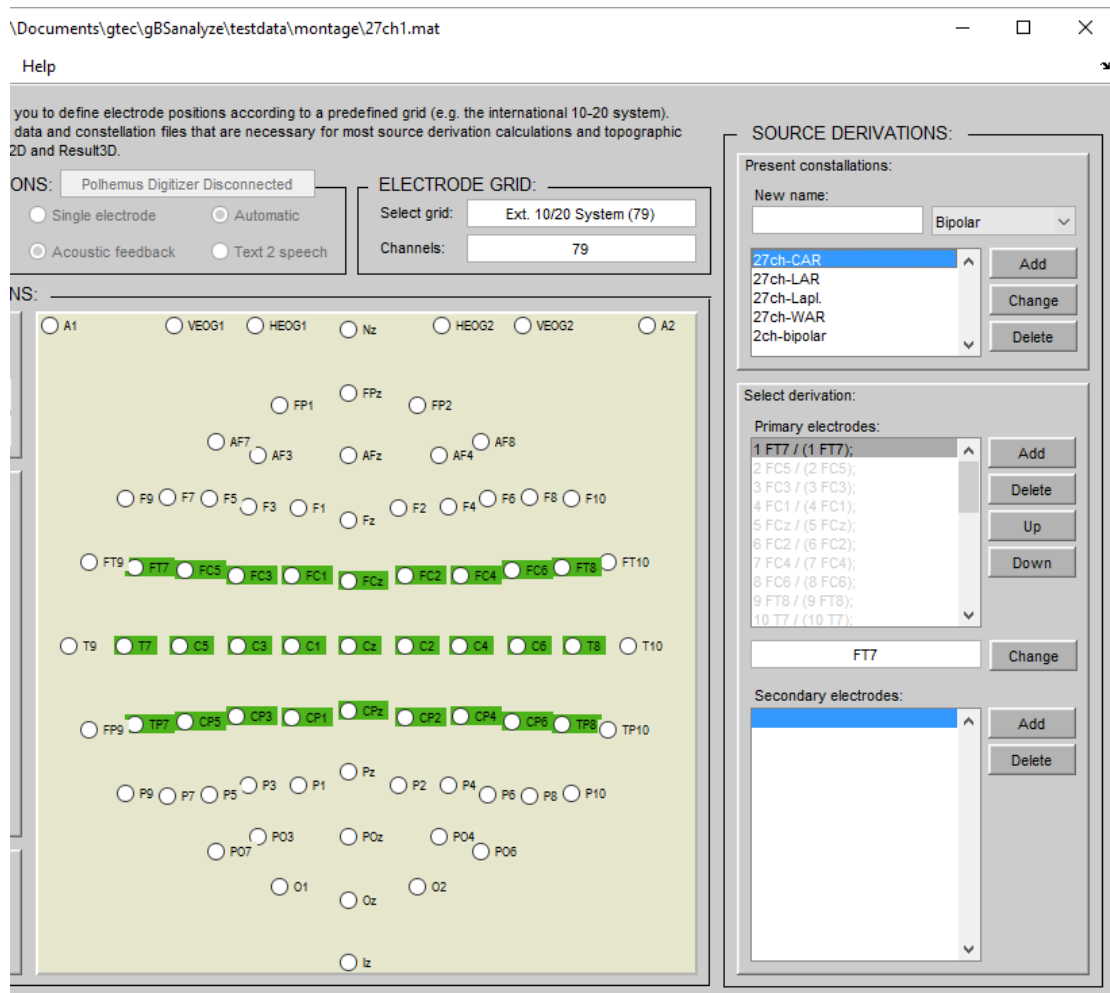 \Documents\gtec\gBSanalyze\testdata\montage\27ch1.mat
Help
you to define electrode positions according to a predefined grid (e.g. the international 10-20 system).
data and constellation files that are necessary for most source derivation calculations and topographic
2D and Result3D.
ONS: Polhemus Digitizer Disconnected
Single electrode Automatic
Acoustic feedback Text 2 speech
ELECTRODE GRID:
Select grid: Ext. 10/20 System (79)
Channels: 79
NS:
A1 VEOG1 HEOG1 Nz HEOG2 VEOG2 A2
FP1 FPz FP2
AF7 AF3 AFz AF4 AF8
F9 F7 F5 F3 F1 Fz F2 F4 F6 F8 F10
FT9 FT7 FC5 FC3 FC1 FCz FC2 FC4 FC6 FT8 FT10
T9 T7 C5 C3 C1 Cz C2 C4 C6 T8 T10
FP9 TP7 CP5 CP3 CP1 CPz CP2 CP4 CP6 TP8 TP10
P9 P7 P5 P3 P1 Pz P2 P4 P6 P8 P10
PO7 PO3 POz PO4 PO6
O1 Oz O2
Iz
SOURCE DERIVATIONS:
Present constallations:
New name:
Bipolar
27ch-CAR
27ch-LAR
27ch-Lapl.
27ch-WAR
2ch-bipolar
Add
Change
Delete
Select derivation:
Primary electrodes:
1 FT7 / (1 FT7);
2 FC5 / (2 FC5);
3 FC3 / (3 FC3);
4 FC1 / (4 FC1);
5 FCz / (5 FCz);
6 FC2 / (6 FC2);
7 FC4 / (7 FC4);
8 FC6 / (8 FC6);
9 FT8 / (9 FT8);
10 T7 / (10 T7);
Add
Delete
Up
Down
FT7 Change
Secondary electrodes:
Add
Delete